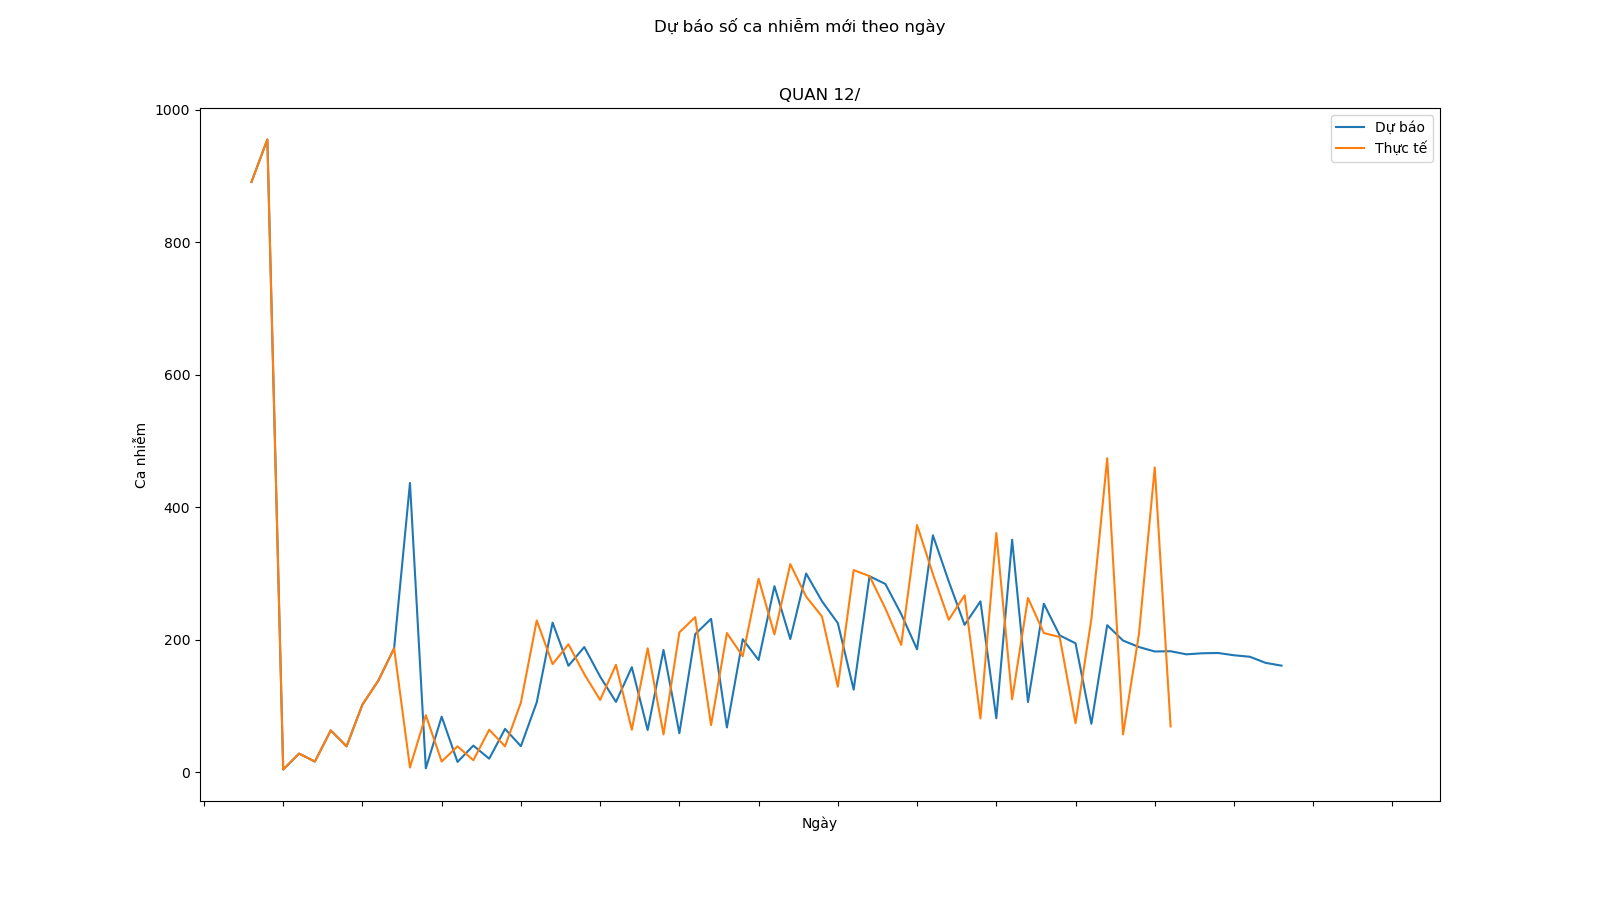 Dự báo số ca nhiễm mới theo ngày
QUAN 12/
1000
800
600
400
200
0
Ca nhiễm
Ngày
Dự báo
Thực tế